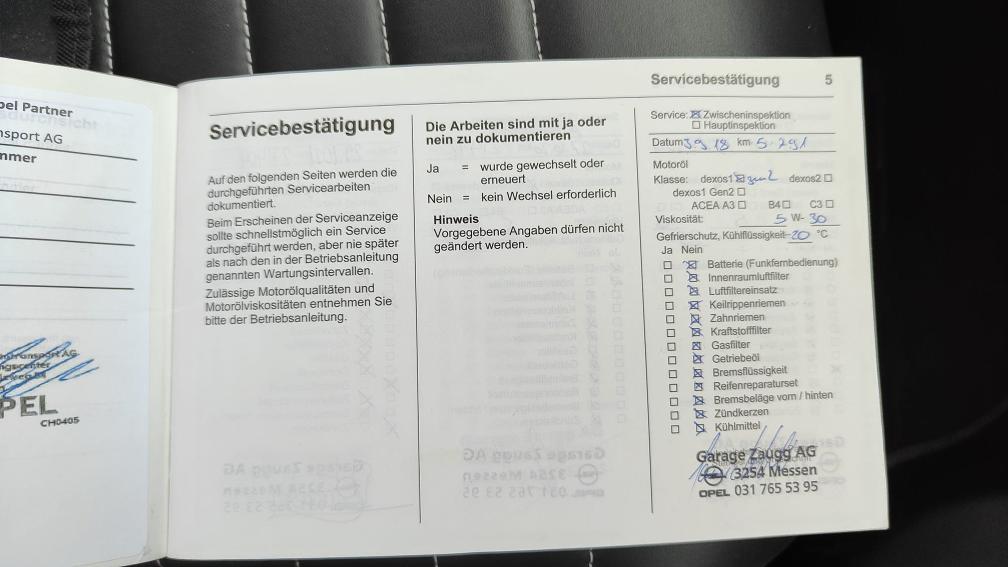 pel Partner
nsport AG
mmer
PEL
CH0405
Servicebestätigung
Auf den folgenden Seiten werden die
durchgeführten Servicearbeiten
dokumentiert.
Beim Erscheinen der Serviceanzeige
sollte schnellstmöglich ein Service
durchgeführt werden, aber nie später
als nach den in der Betriebsanleitung
genannten Wartungsintervallen.
Zulässige Motorölqualitäten und
Motorölviskositäten entnehmen Sie
bitte der Betriebsanleitung.
Die Arbeiten sind mit ja oder
nein zu dokumentieren
Ja = wurde gewechselt oder
erneuert
Nein = kein Wechsel erforderlich
Hinweis
Vorgegebene Angaben dürfen nicht
geändert werden.
Servicebestätigung 5
Service: ☒ Zwischeninspektion
☐ Hauptinspektion
Datum 3 9 18 km 5.291
Motoröl
Klasse: dexos1 ☒ gen2 dexos2 ☐
dexos1 Gen2 ☐
ACEA A3 ☐ B4 ☐ C3 ☐
Viskosität: 5 W- 30
Gefrierschutz, Kühlflüssigkeit -20 °C
Ja Nein
☐ ☒ Batterie (Funkfernbedienung)
☐ ☒ Innenraumluftfilter
☐ ☒ Luftfiltereinsatz
☐ ☒ Keilrippenriemen
☐ ☒ Zahnriemen
☐ ☒ Kraftstofffilter
☐ ☒ Gasfilter
☐ ☒ Getriebeöl
☐ ☒ Bremsflüssigkeit
☐ ☒ Reifenreparaturset
☐ ☒ Bremsbeläge vorn / hinten
☐ ☒ Zündkerzen
☐ ☒ Kühlmittel
Garage Zaugg AG
3254 Messen
OPEL 031 765 53 95